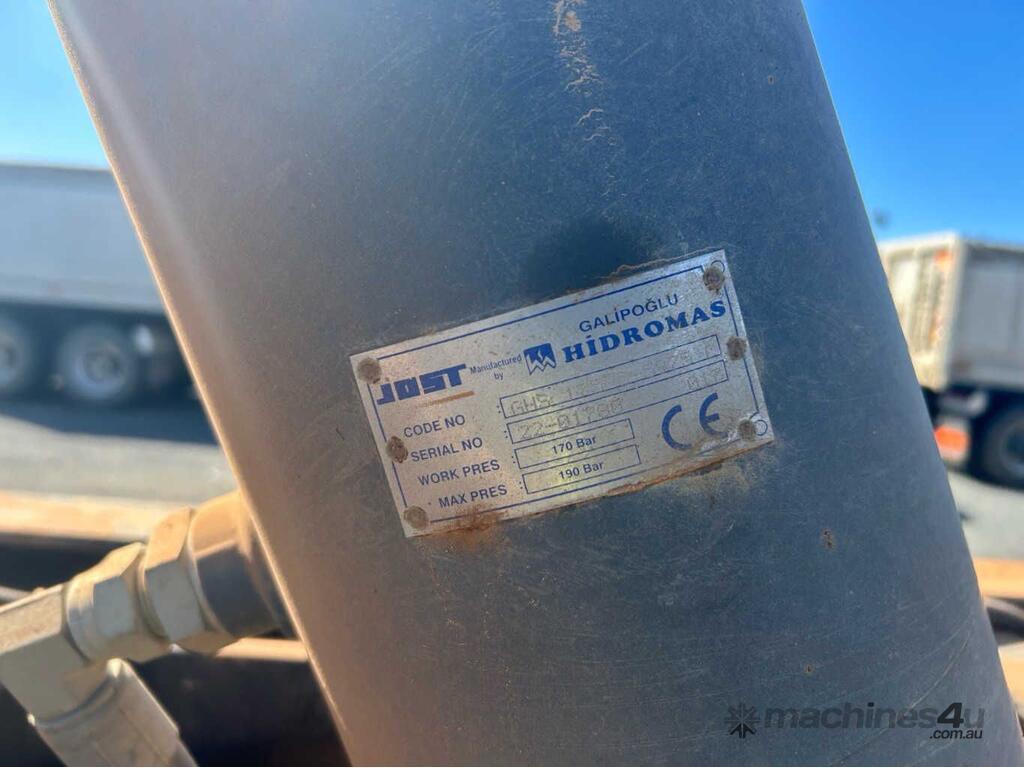 JOST Manufactured by GALİPOĞLU HİDROMAS
CODE NO : GHS
SERIAL NO :
WORK PRES : 170 Bar
MAX PRES : 190 Bar
CE
machines4u
.com.au